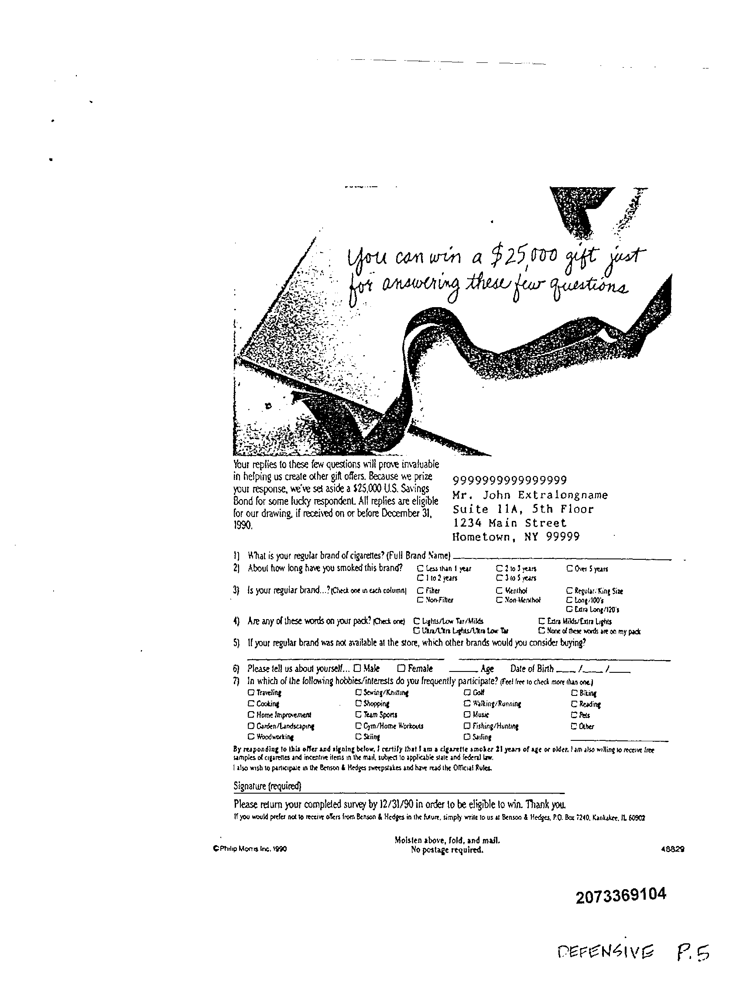 You can win a $25,000 gift just
for answering these few questions
Your replies to these few questions will prove invaluable
in helping us create other gift offers. Because we prize
your response, we've set aside a $25,000 U.S. Savings
Bond for some lucky respondent. All replies are eligible
for our drawing, if received on or before December 31,
1990.
9999999999999999
Mr. John Extralongname
Suite 11A, 5th Floor
1234 Main Street
Hometown, NY 99999
1) What is your regular brand of cigarettes? (Full Brand Name)
2) About how long have you smoked this brand? Less than 1 year 2 to 3 years Over 5 years
1 to 2 years 3 to 5 years
3) Is your regular brand...? (Check one in each column) Filter Menthol Regular/King Size
Non-Filter Non-Menthol Long/100's
Extra Long/120's
4) Are any of these words on your pack? (Check one) Lights/Low Tar/Milds Extra Milds/Extra Lights
Ultra/Ultra Lights/Ultra Low Tar None of these words are on my pack
5) If your regular brand was not available at the store, which other brands would you consider buying?
6) Please tell us about yourself... Male Female Age Date of Birth / /
7) In which of the following hobbies/interests do you frequently participate? (Feel free to check more than one.)
Traveling Sewing/Knitting Golf Biking
Cooking Shopping Walking/Running Reading
Home Improvement Team Sports Music Pets
Garden/Landscaping Gym/Home Workouts Fishing/Hunting Other
Woodworking Skiing Sailing
By responding to this offer and signing below, I certify that I am a cigarette smoker 21 years of age or older. I am also willing to receive free
samples of cigarettes and incentive items in the mail, subject to applicable state and federal law.
I also wish to participate in the Benson & Hedges sweepstakes and have read the Official Rules.
Signature (required)
Please return your completed survey by 12/31/90 in order to be eligible to win. Thank you.
If you would prefer not to receive offers from Benson & Hedges in the future, simply write to us at Benson & Hedges, P.O. Box 7240, Kankakee, IL 60902
Moisten above, fold, and mail.
No postage required.
©Philip Morris Inc. 1990
48829
2073369104
DEFENSIVE P.5